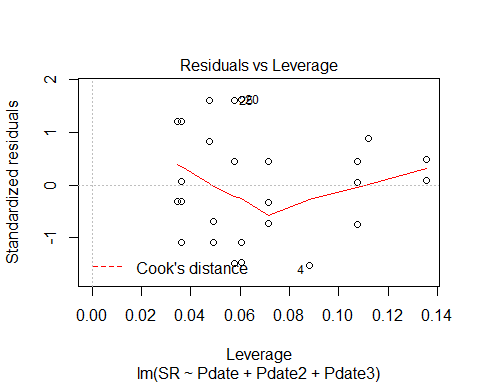 Residuals vs Leverage
Standardized residuals
2
1
0
-1
20
4
Cook's distance
0.00 0.02 0.04 0.06 0.08 0.10 0.12 0.14
Leverage
lm(SR ~ Pdate + Pdate2 + Pdate3)